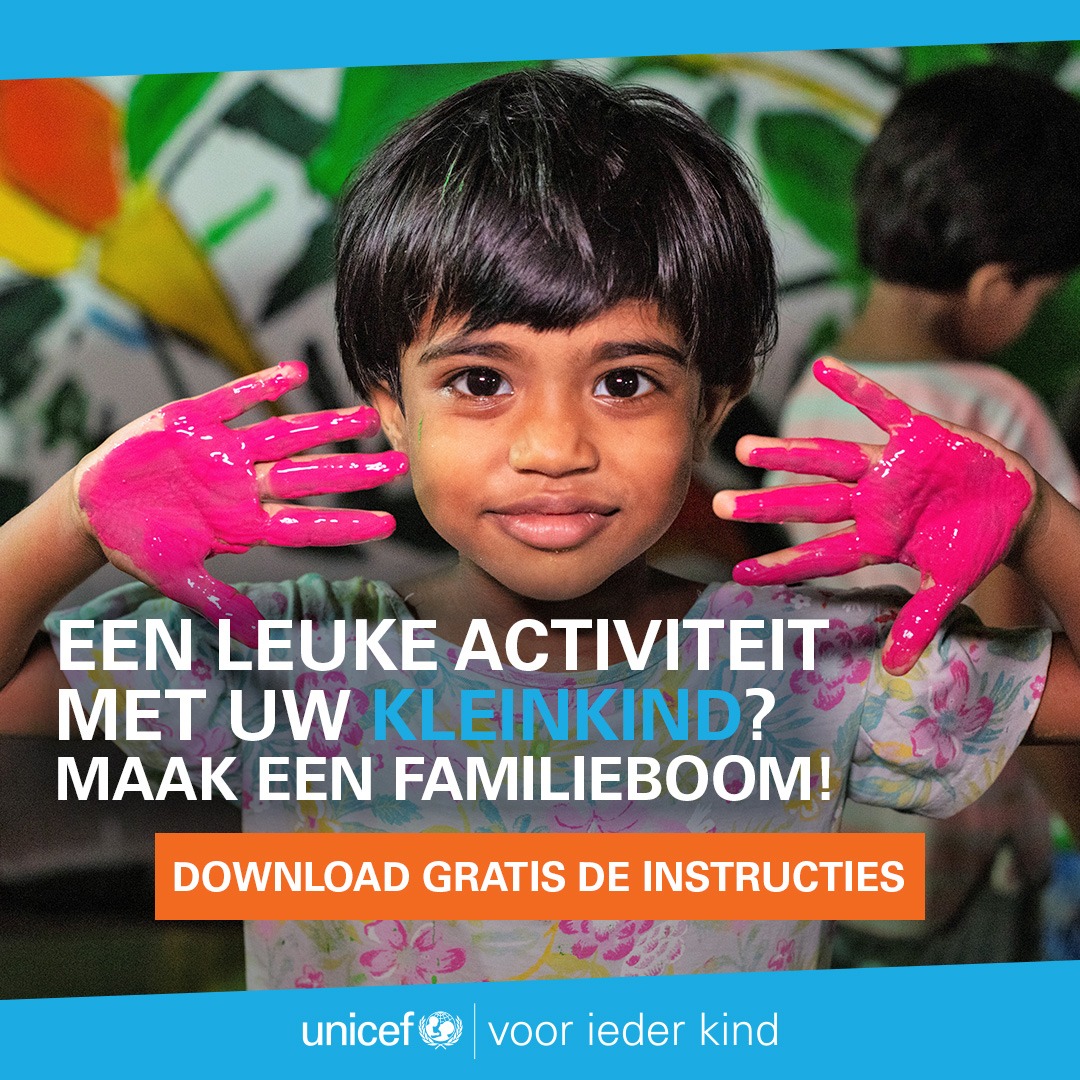 EEN LEUKE ACTIVITEIT
MET UW KLEINKIND?
MAAK EEN FAMILIEBOOM!
DOWNLOAD GRATIS DE INSTRUCTIES
unicef | voor ieder kind